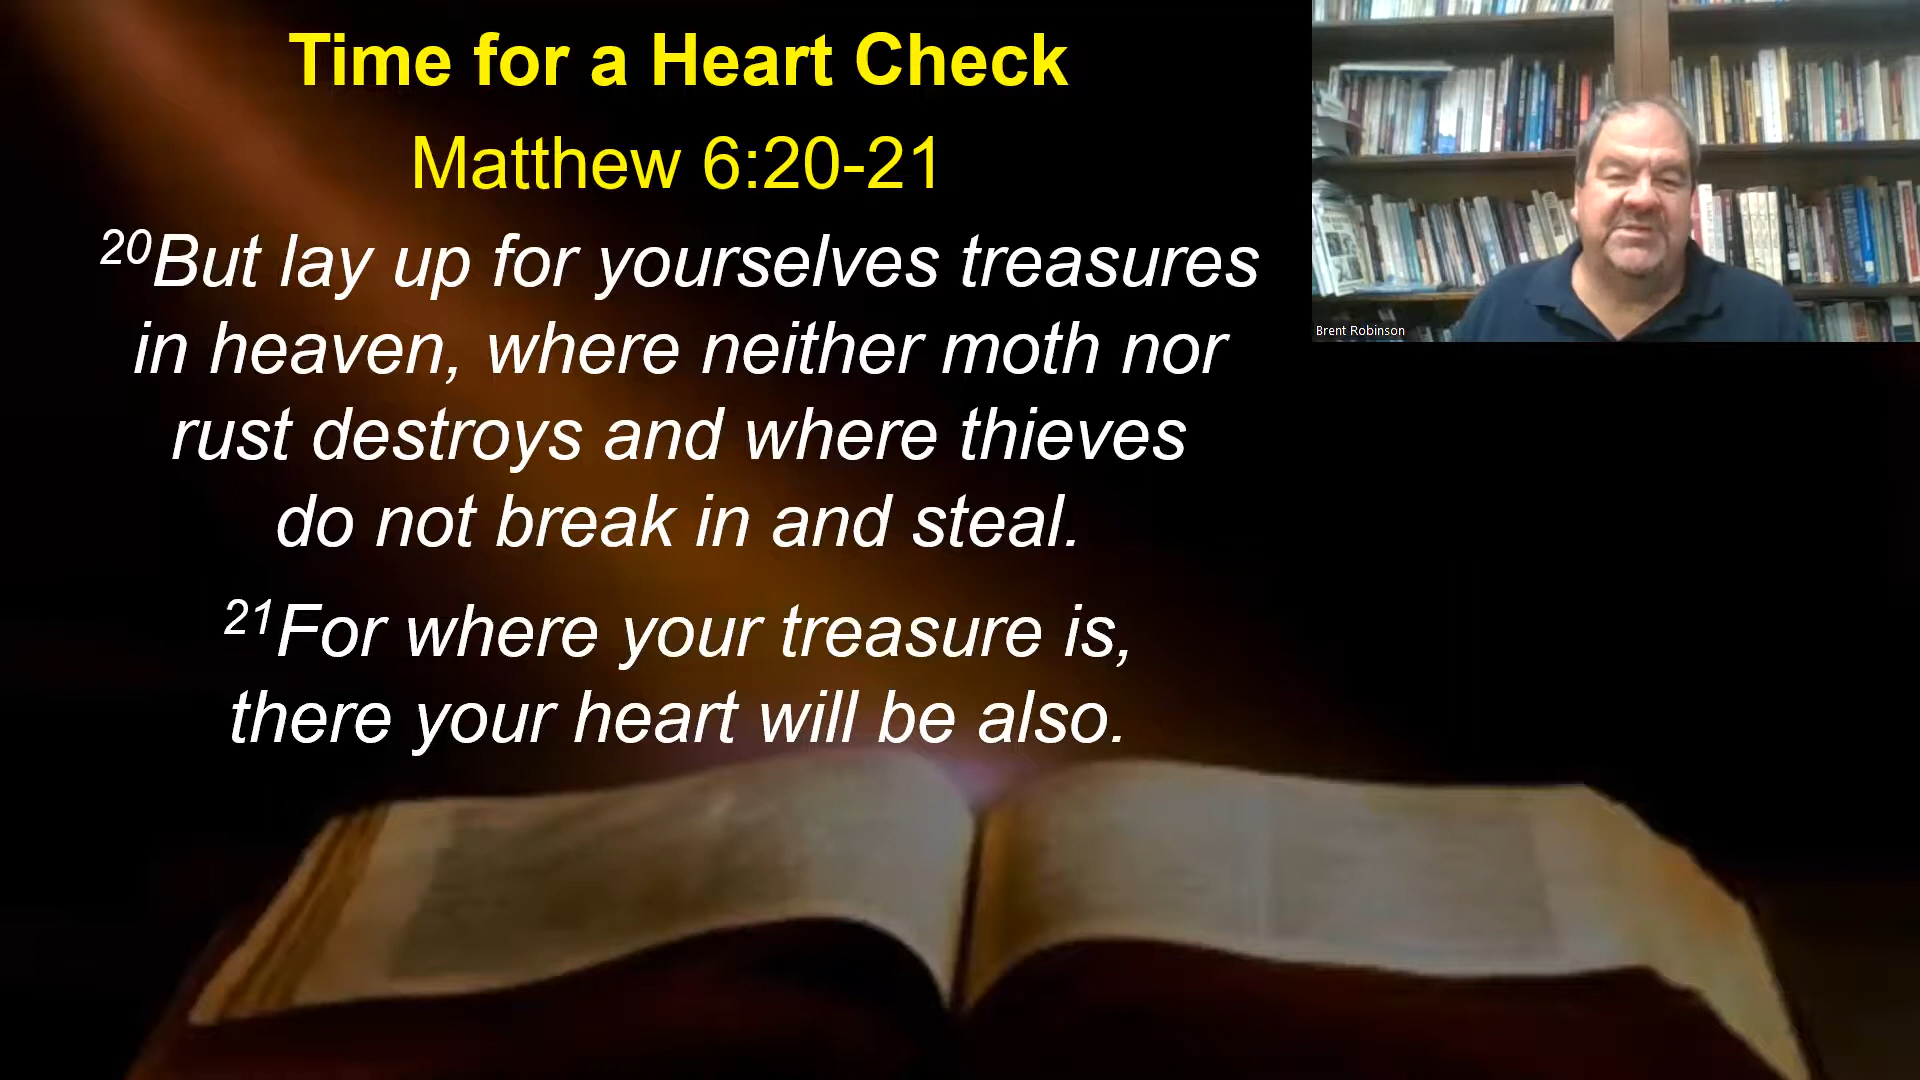 Time for a Heart Check
Matthew 6:20-21
20But lay up for yourselves treasures
in heaven, where neither moth nor
rust destroys and where thieves
do not break in and steal.
21For where your treasure is,
there your heart will be also.
Brent Robinson